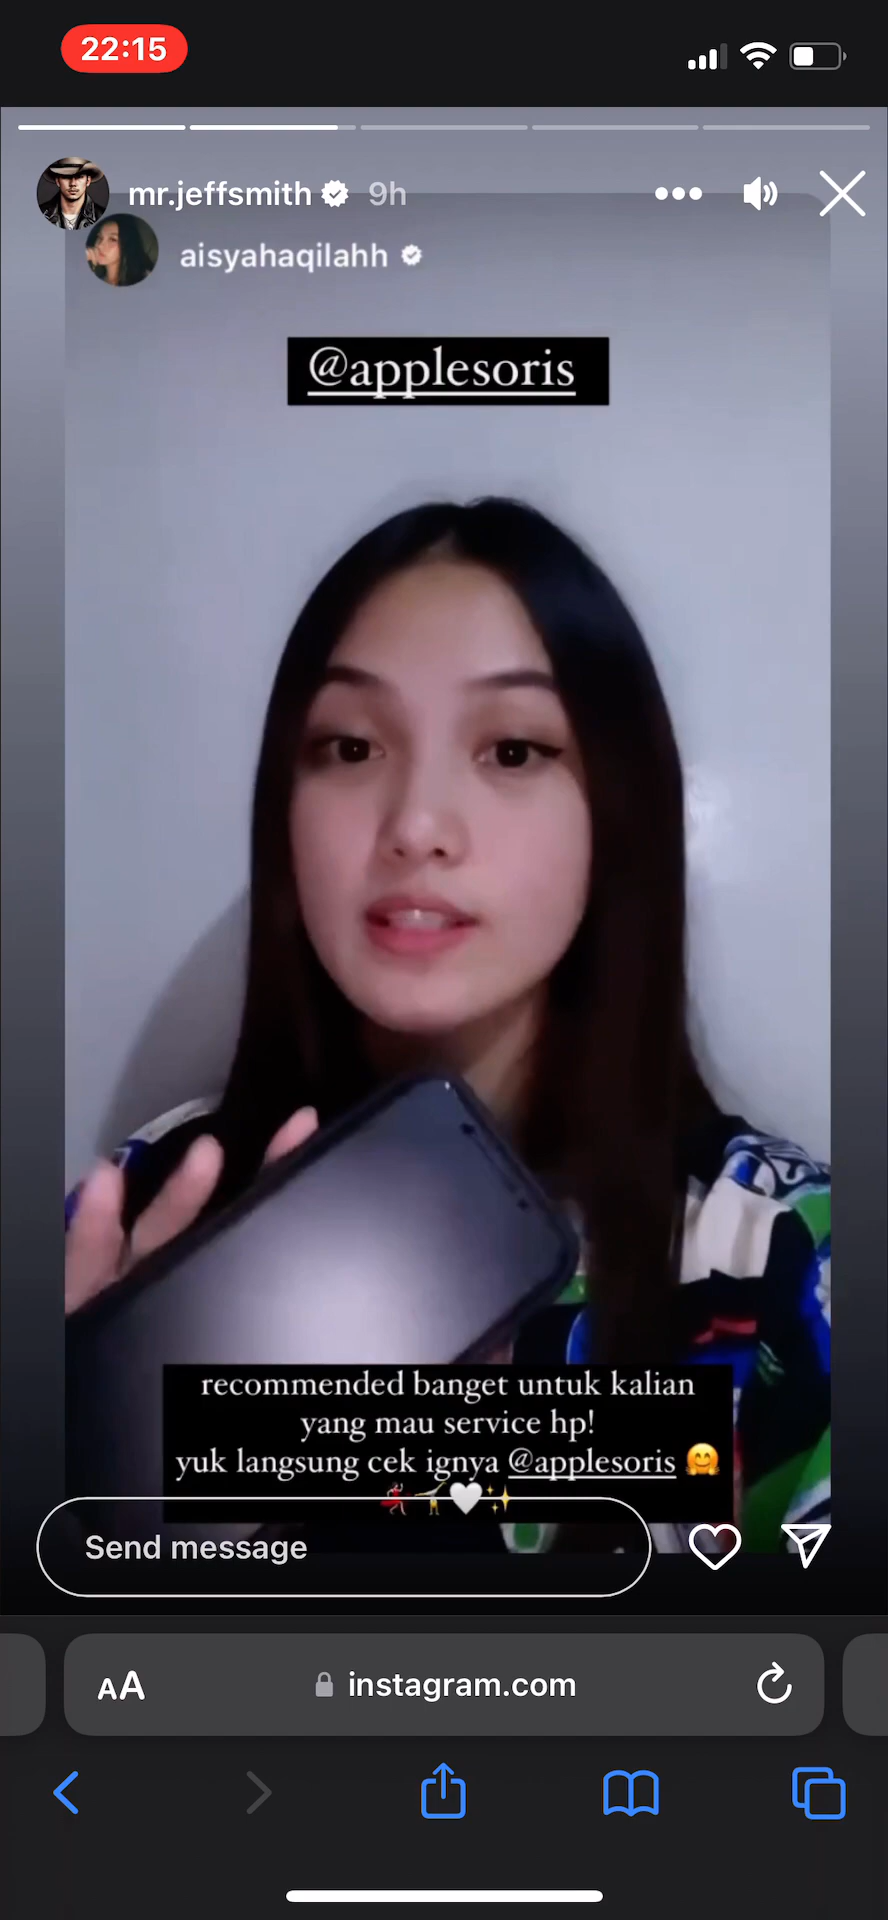 22:15
mr.jeffsmith 9h
aisyahaqilahh
@applesoris
recommended banget untuk kalian
yang mau service hp!
yuk langsung cek ignya @applesoris 🤗
💃🤸🤍✨
Send message
AA instagram.com